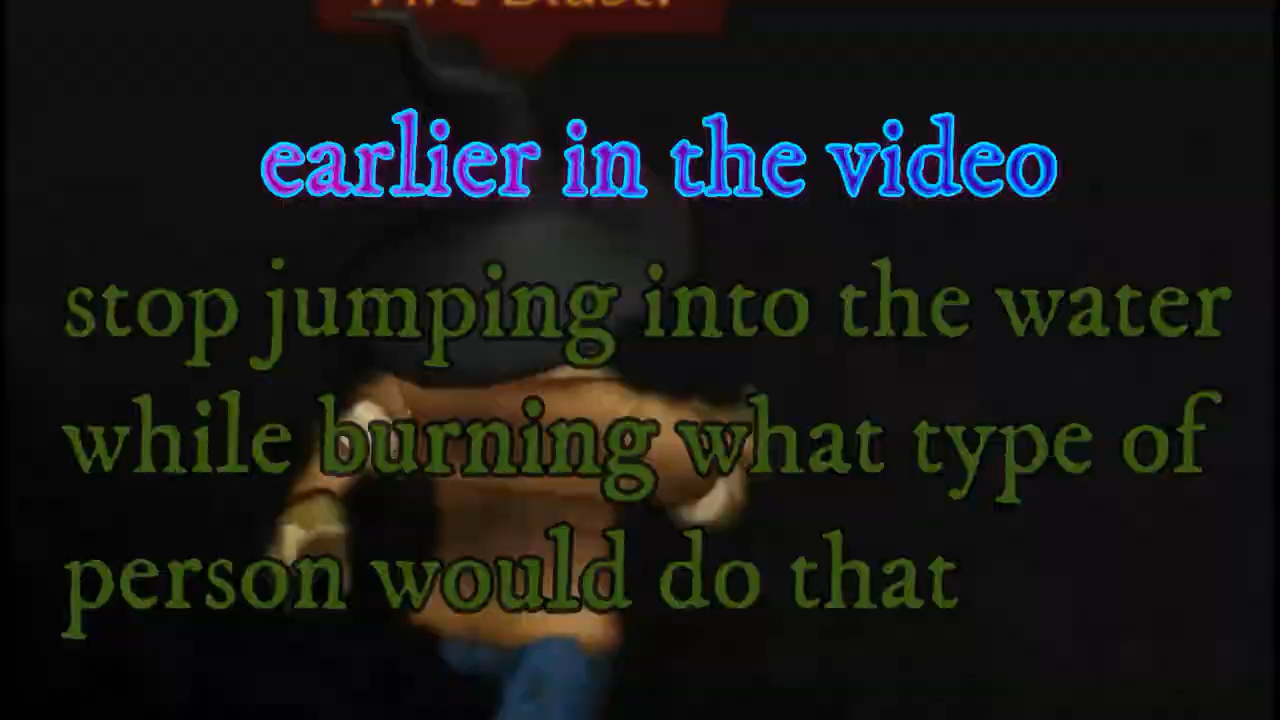 earlier in the video
stop jumping into the water
while burning what type of
person would do that